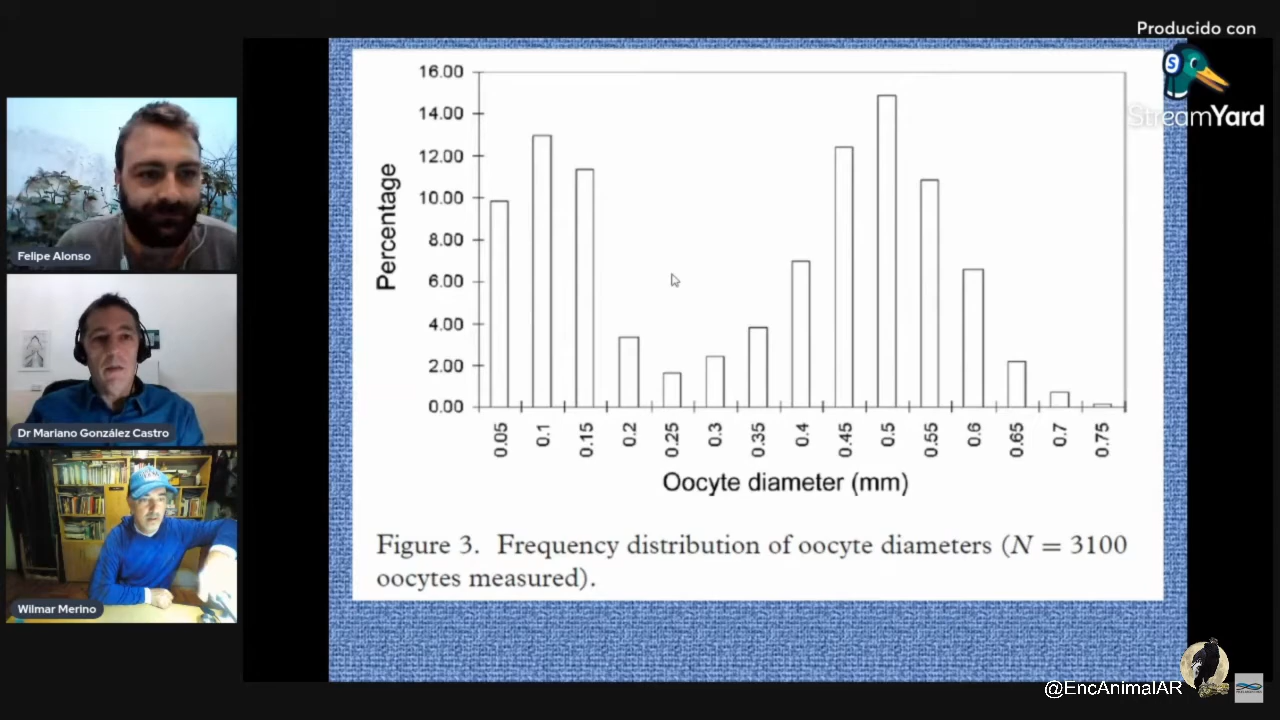 Producido con
StreamYard
Felipe Alonso
Dr Mariano González Castro
Wilmar Merino
Percentage
16.00
14.00
12.00
10.00
8.00
6.00
4.00
2.00
0.00
0.05
0.1
0.15
0.2
0.25
0.3
0.35
0.4
0.45
0.5
0.55
0.6
0.65
0.7
0.75
Oocyte diameter (mm)
Figure 3. Frequency distribution of oocyte diameters (N = 3100
oocytes measured).
@EncAnimalAR